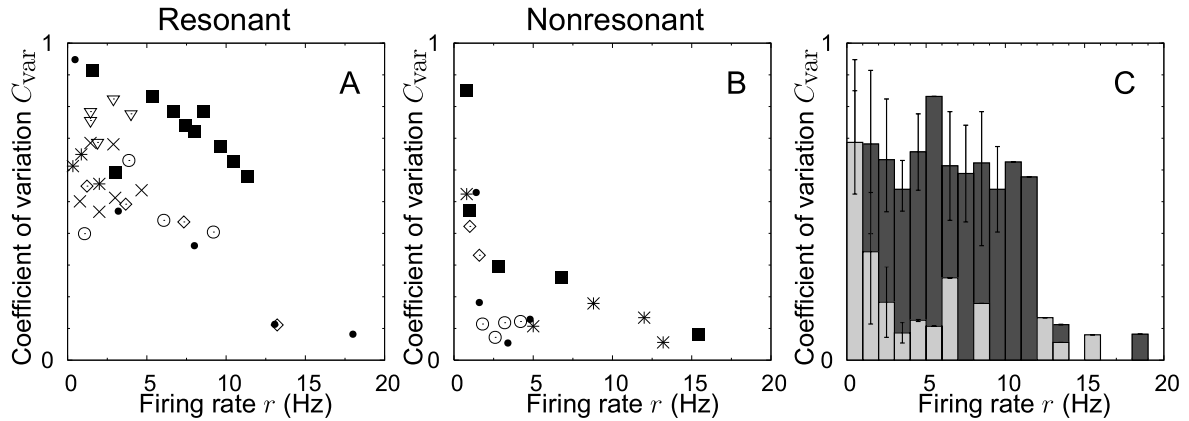 Resonant
Nonresonant
A
B
C
Coefficient of variation Cvar
1
0
0 5 10 15 20
Firing rate r (Hz)
Coefficient of variation Cvar
1
0
0 5 10 15 20
Firing rate r (Hz)
Coefficient of variation Cvar
1
0
0 5 10 15 20
Firing rate r (Hz)